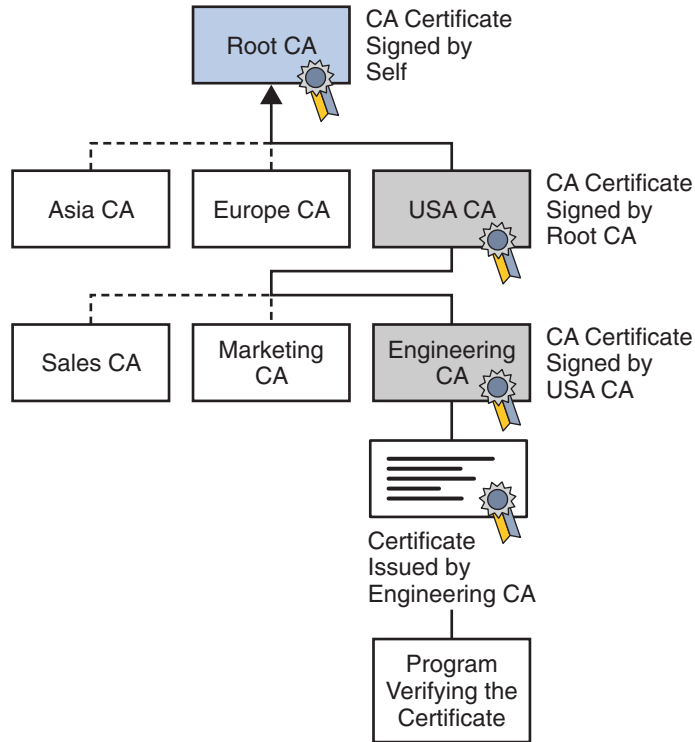 Root CA
CA Certificate
Signed by
Self
Asia CA
Europe CA
USA CA
CA Certificate
Signed by
Root CA
Sales CA
Marketing
CA
Engineering
CA
CA Certificate
Signed by
USA CA
Certificate
Issued by
Engineering CA
Program
Verifying the
Certificate